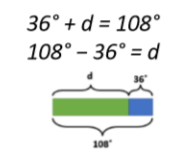 36° + d = 108°
108° − 36° = d
d 36°
108°